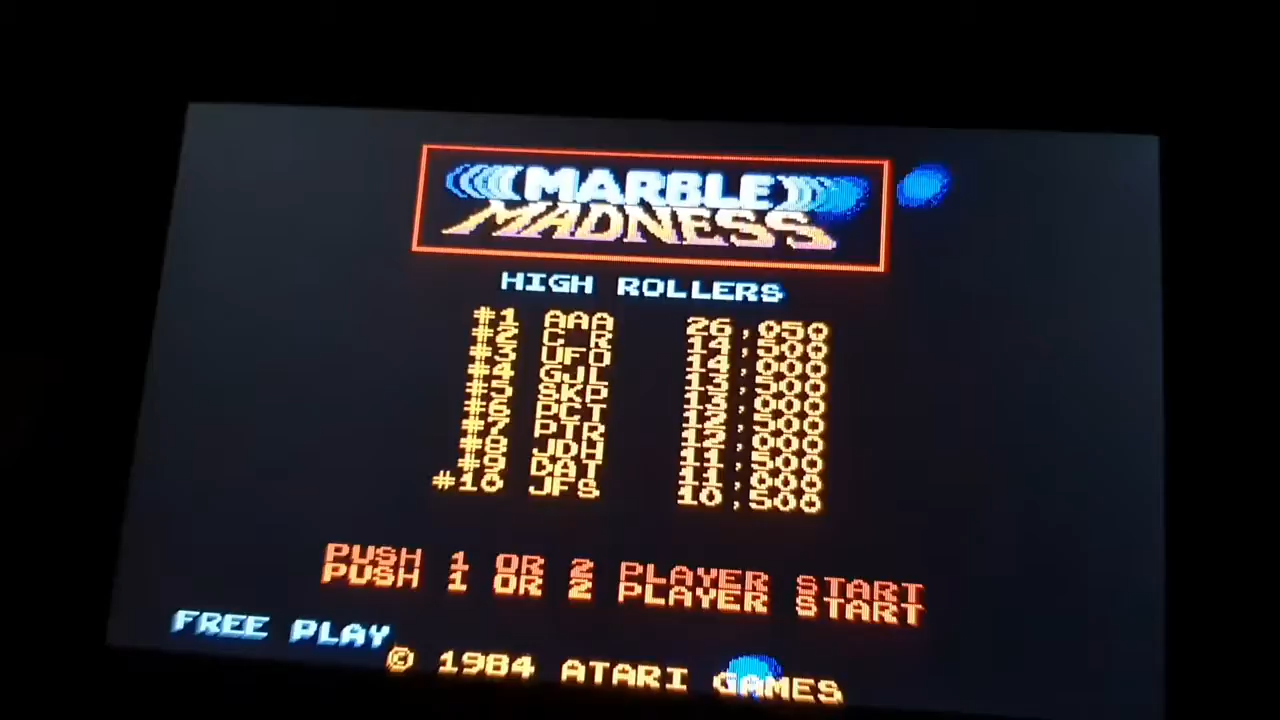 MARBLE
MADNESS
HIGH ROLLERS
#1 AAA 26,050
#2 C R 14,500
#3 UFO 14,000
#4 GJL 13,500
#5 SKP 13,000
#6 PCT 12,500
#7 PTR 12,000
#8 JDH 11,500
#9 DAT 11,000
#10 JFS 10,500
PUSH 1 OR 2 PLAYER START
PUSH 1 OR 2 PLAYER START
FREE PLAY
© 1984 ATARI GAMES